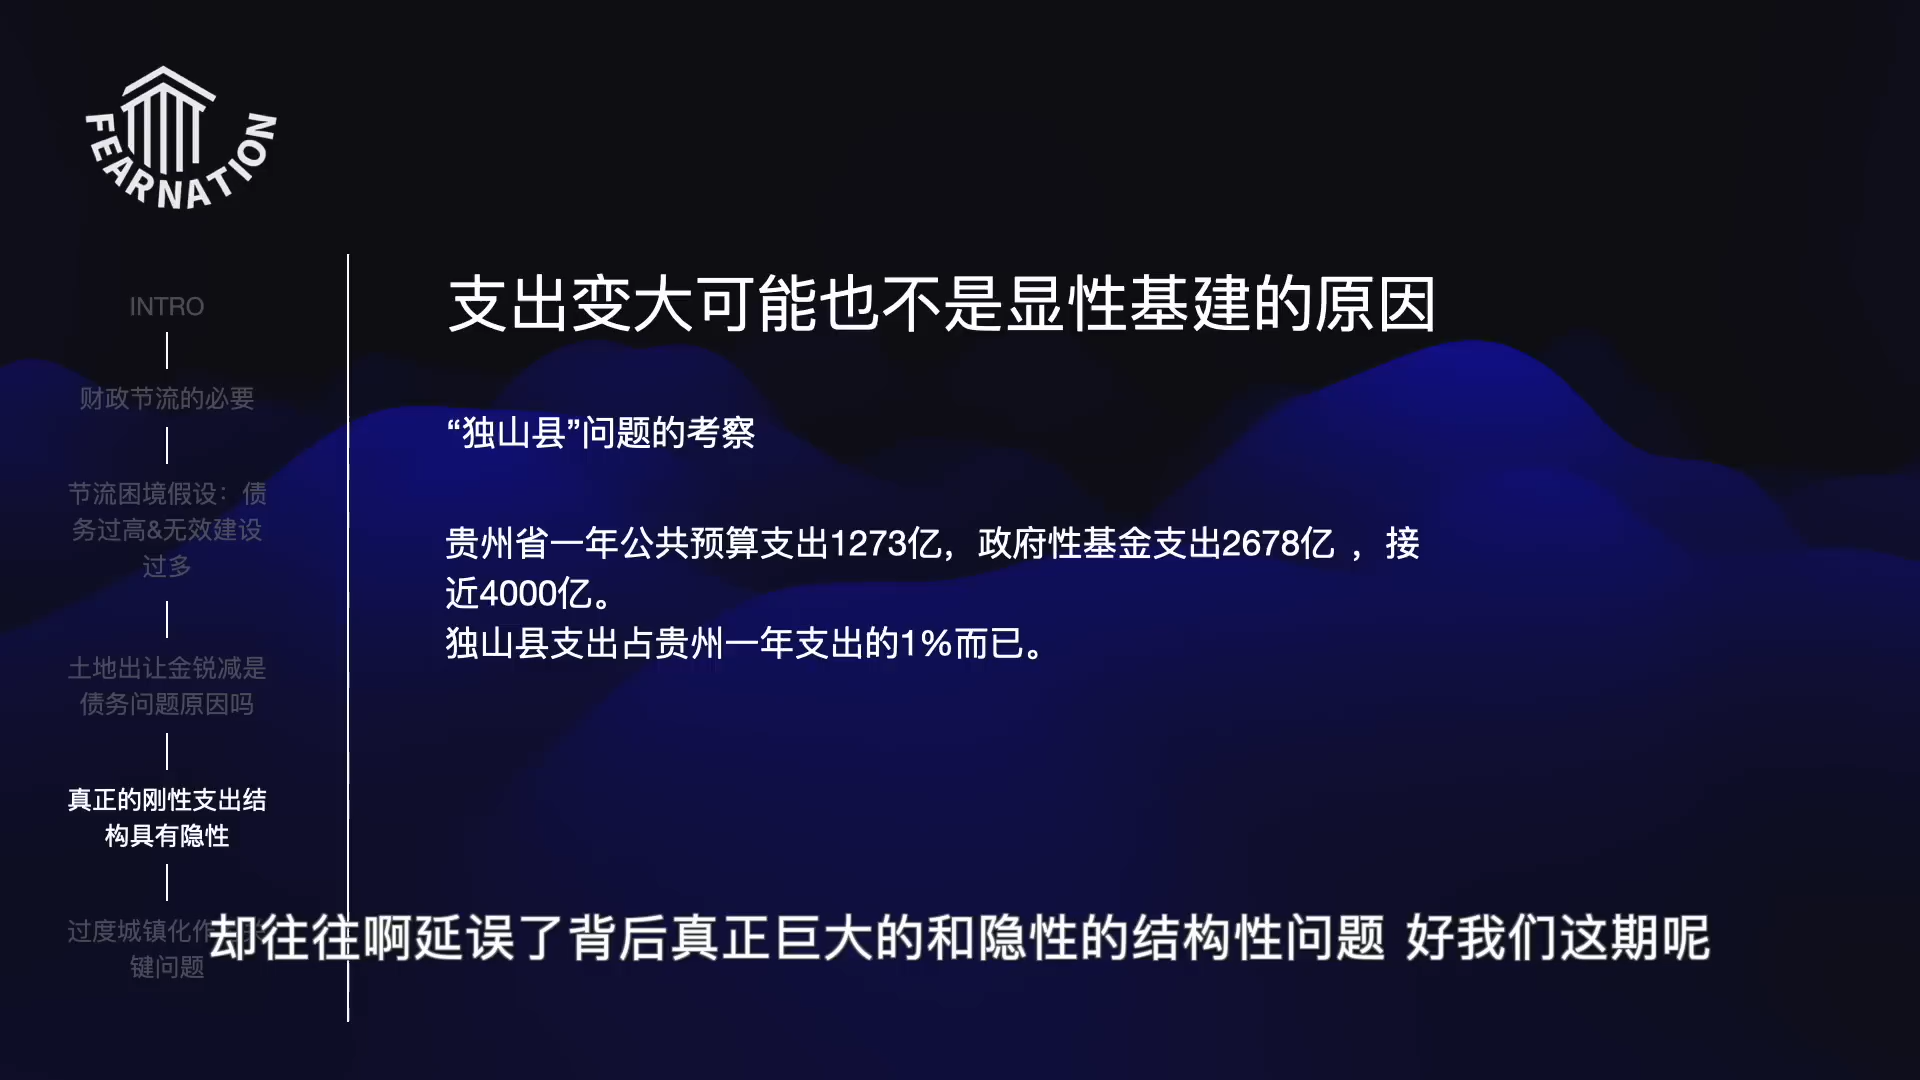 FEARNATION
INTRO
财政节流的必要
节流困境假设：债
务过高&无效建设
过多
土地出让金锐减是
债务问题原因吗
真正的刚性支出结
构具有隐性
过度城镇化作
键问题
支出变大可能也不是显性基建的原因
“独山县”问题的考察
贵州省一年公共预算支出1273亿，政府性基金支出2678亿 ，接
近4000亿。
独山县支出占贵州一年支出的1%而已。
却往往啊延误了背后真正巨大的和隐性的结构性问题 好我们这期呢